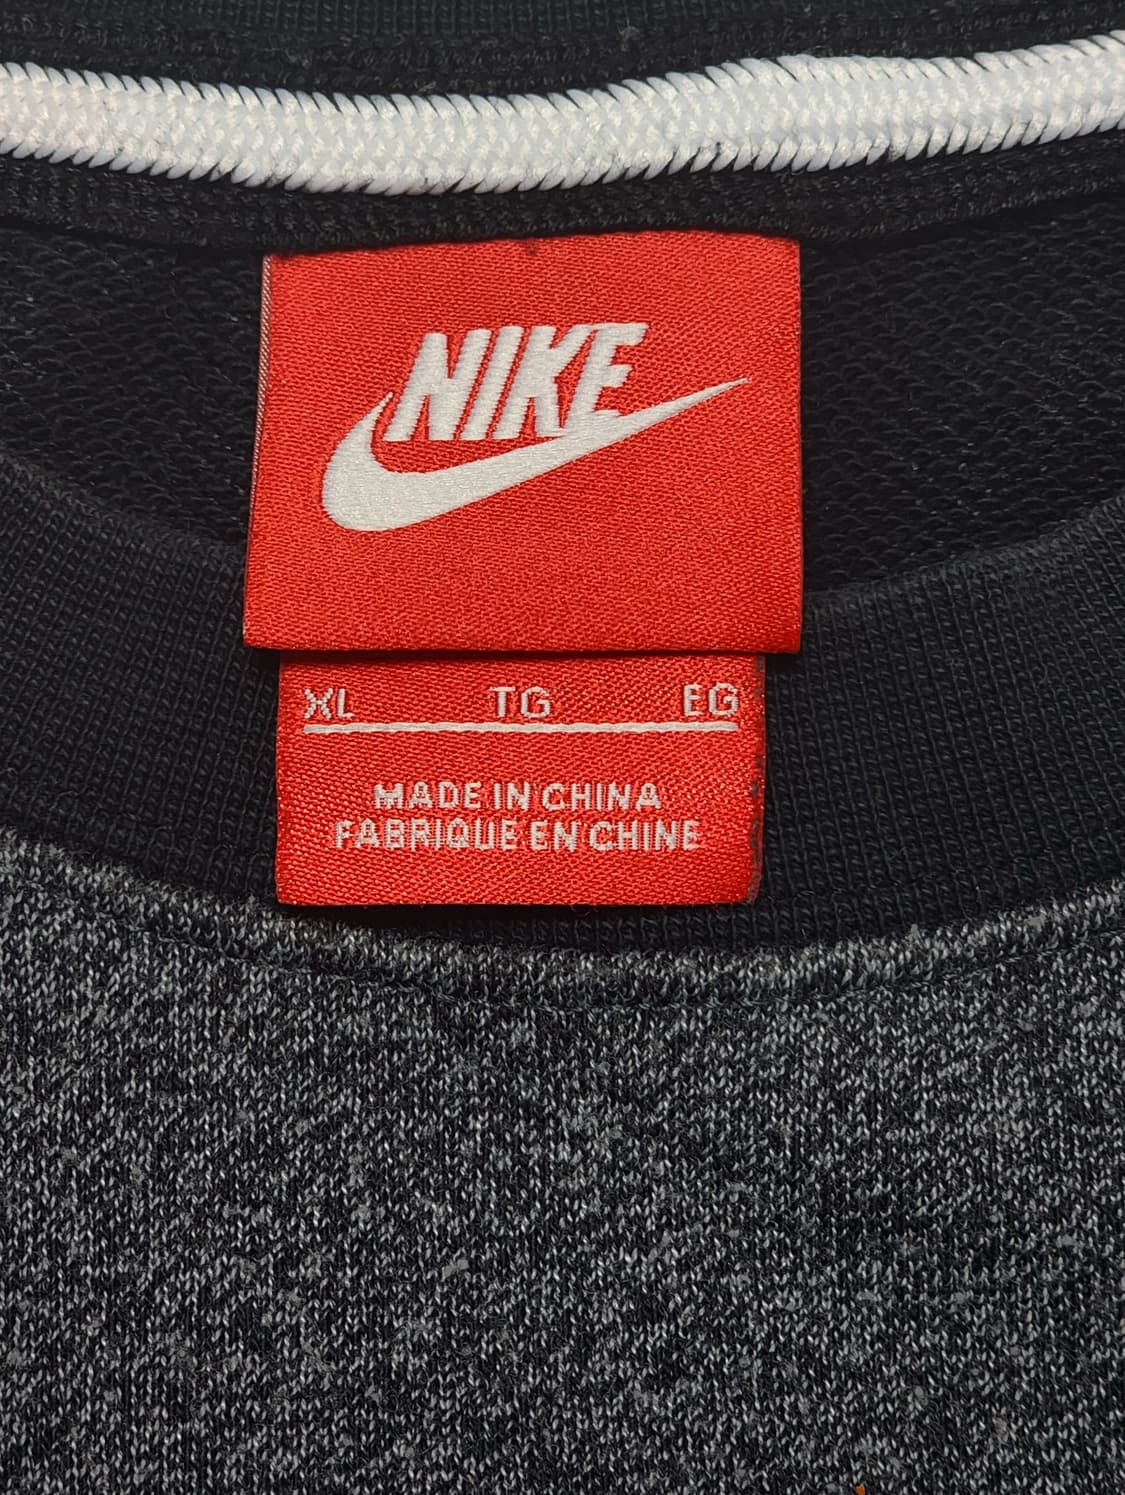 NIKE
XL TG EG
MADE IN CHINA
FABRIQUE EN CHINE